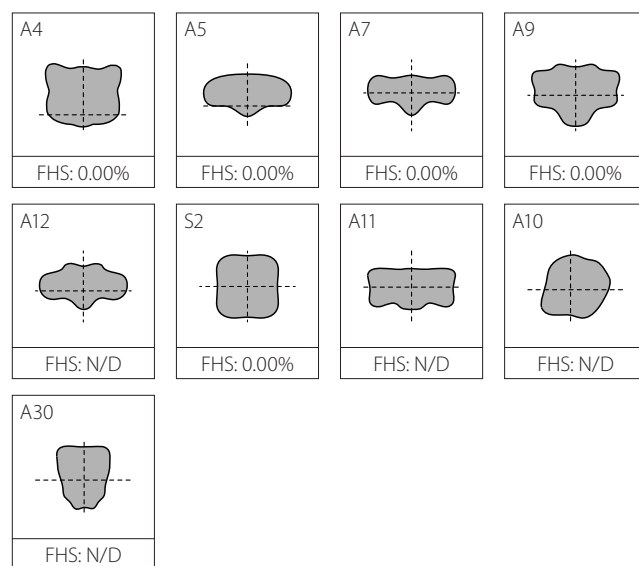 A4
A5
A7
A9
FHS: 0.00%
FHS: 0.00%
FHS: 0.00%
FHS: 0.00%
A12
S2
A11
A10
FHS: N/D
FHS: 0.00%
FHS: N/D
FHS: N/D
A30
FHS: N/D